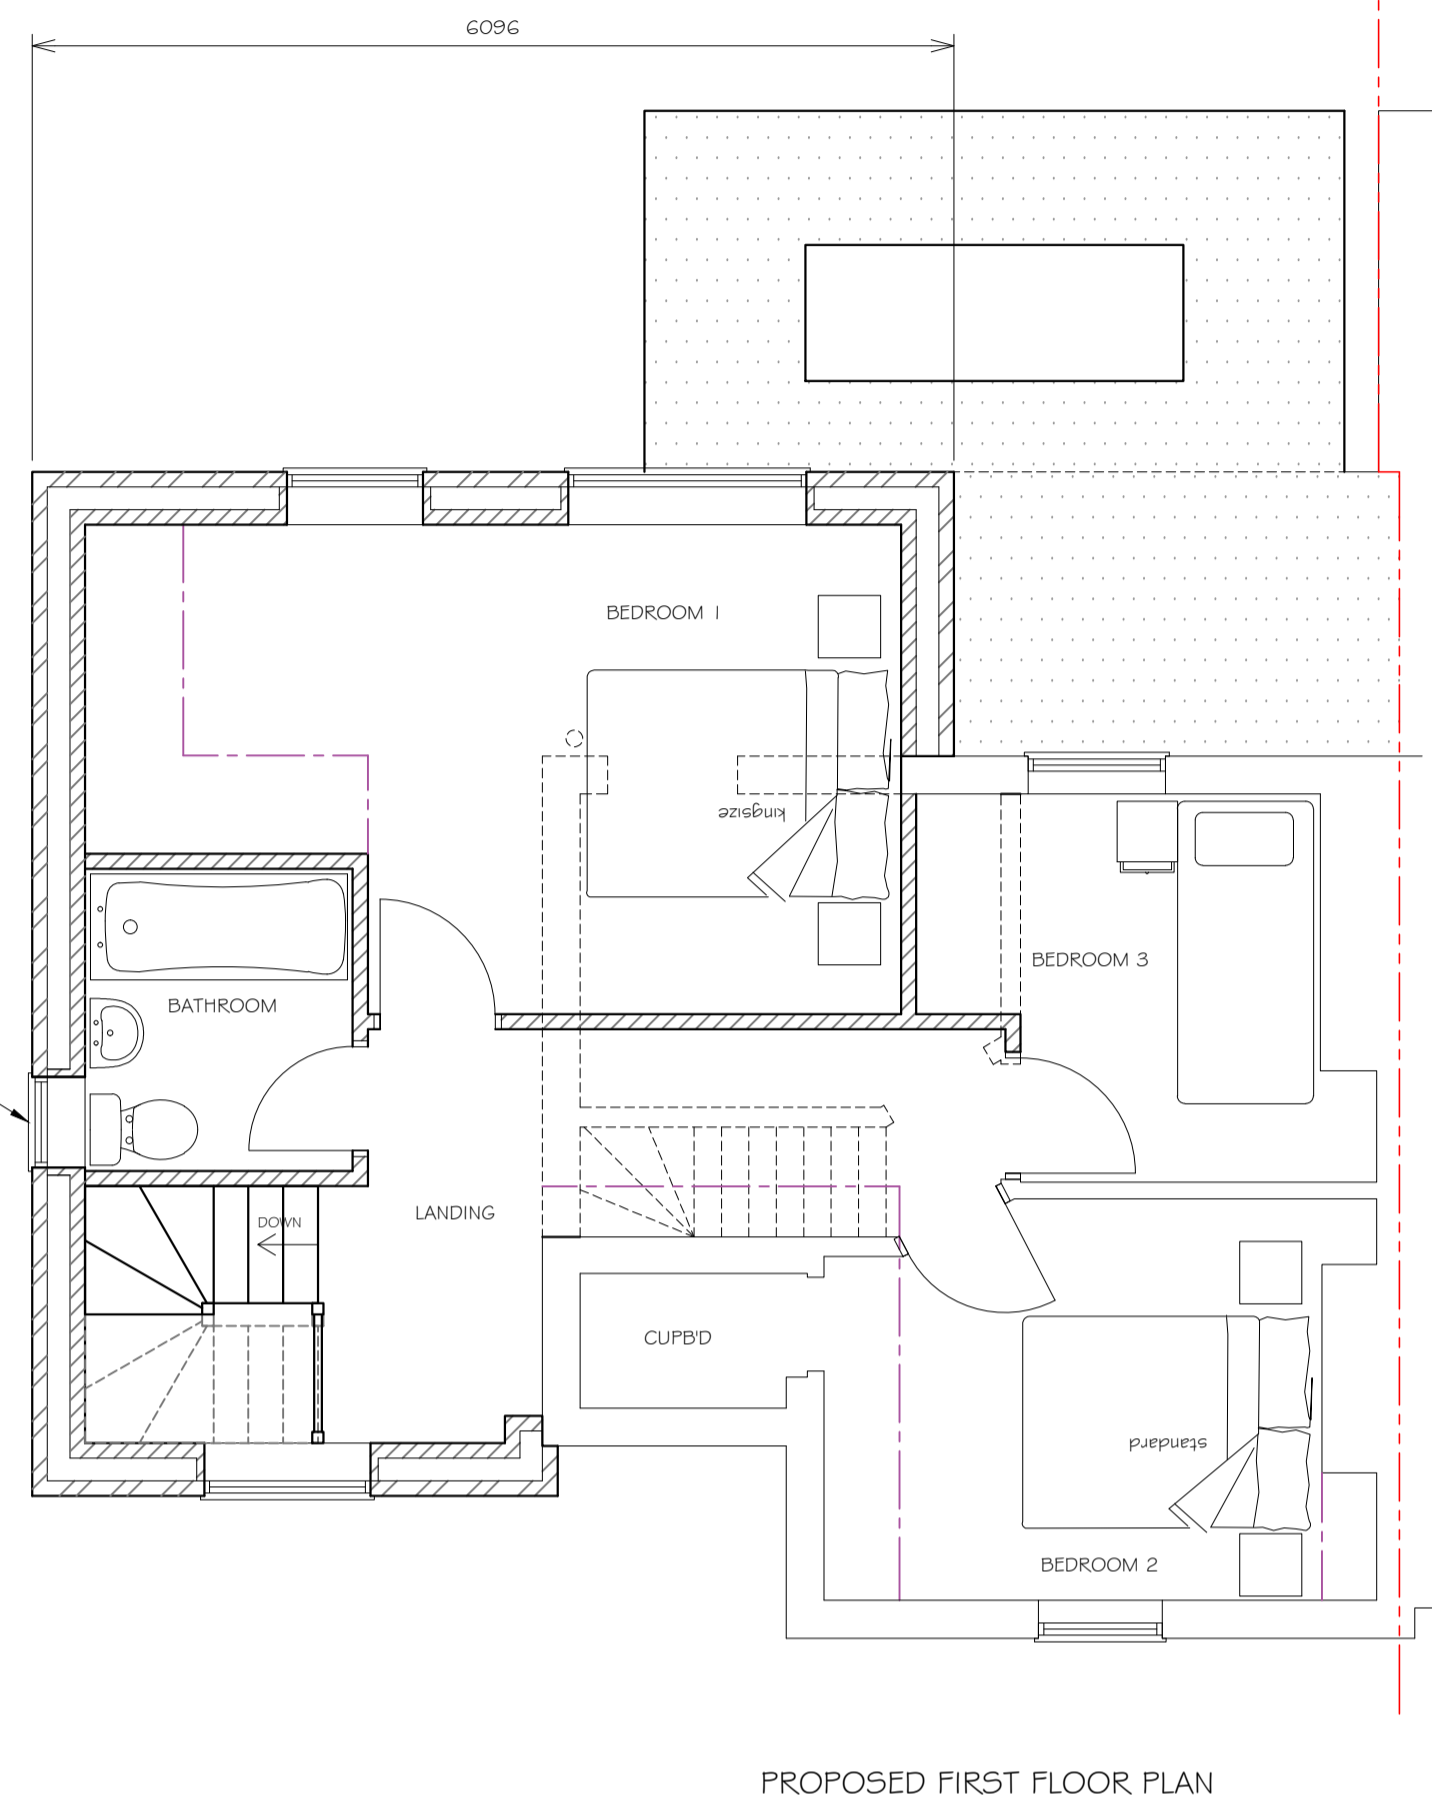 6096
BEDROOM 1
kingsize
BEDROOM 3
BATHROOM
LANDING
DOWN
CUPB'D
standard
BEDROOM 2
PROPOSED FIRST FLOOR PLAN